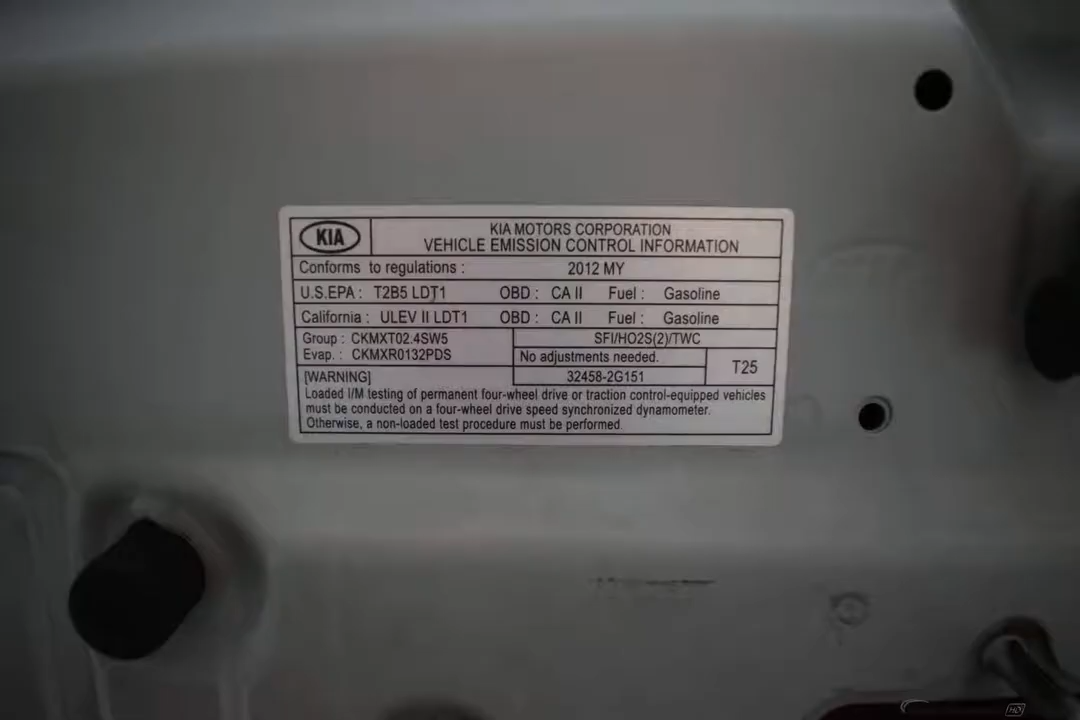 KIA
KIA MOTORS CORPORATION
VEHICLE EMISSION CONTROL INFORMATION
Conforms to regulations : 2012 MY
U.S.EPA : T2B5 LDT1 OBD : CA II Fuel : Gasoline
California : ULEV II LDT1 OBD : CA II Fuel : Gasoline
Group : CKMXT02.4SW5
Evap. : CKMXR0132PDS
SFI/HO2S(2)/TWC
No adjustments needed.
32458-2G151
T25
[WARNING]
Loaded I/M testing of permanent four-wheel drive or traction control-equipped vehicles
must be conducted on a four-wheel drive speed synchronized dynamometer.
Otherwise, a non-loaded test procedure must be performed.
HD